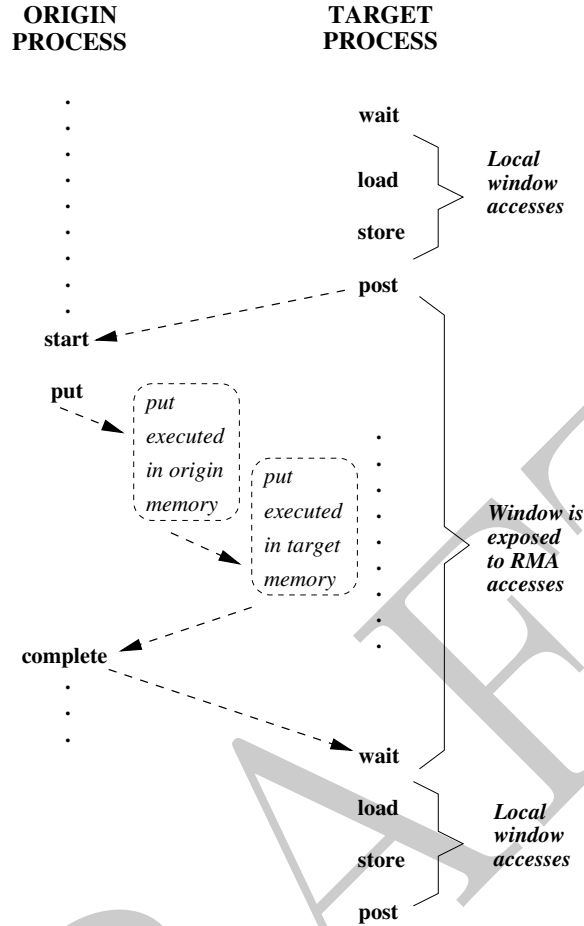 ORIGIN
PROCESS
TARGET
PROCESS
wait
load
store
Local
window
accesses
post
start
put
put
executed
in origin
memory
put
executed
in target
memory
Window is
exposed
to RMA
accesses
complete
wait
load
store
Local
window
accesses
post